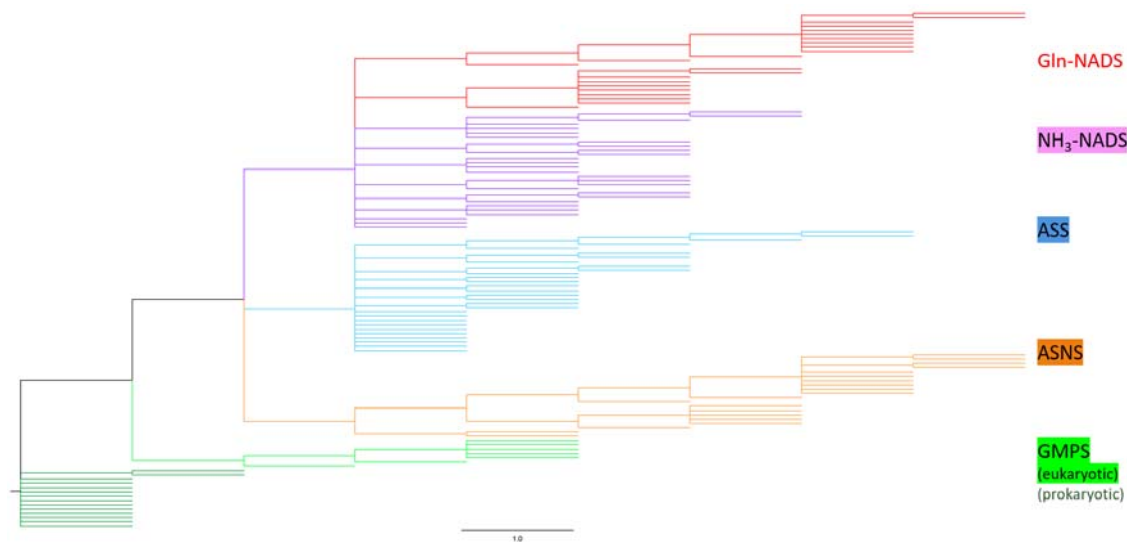 Gln-NADS
NH₃-NADS
ASS
ASNS
GMPS
(eukaryotic)
(prokaryotic)
1.0